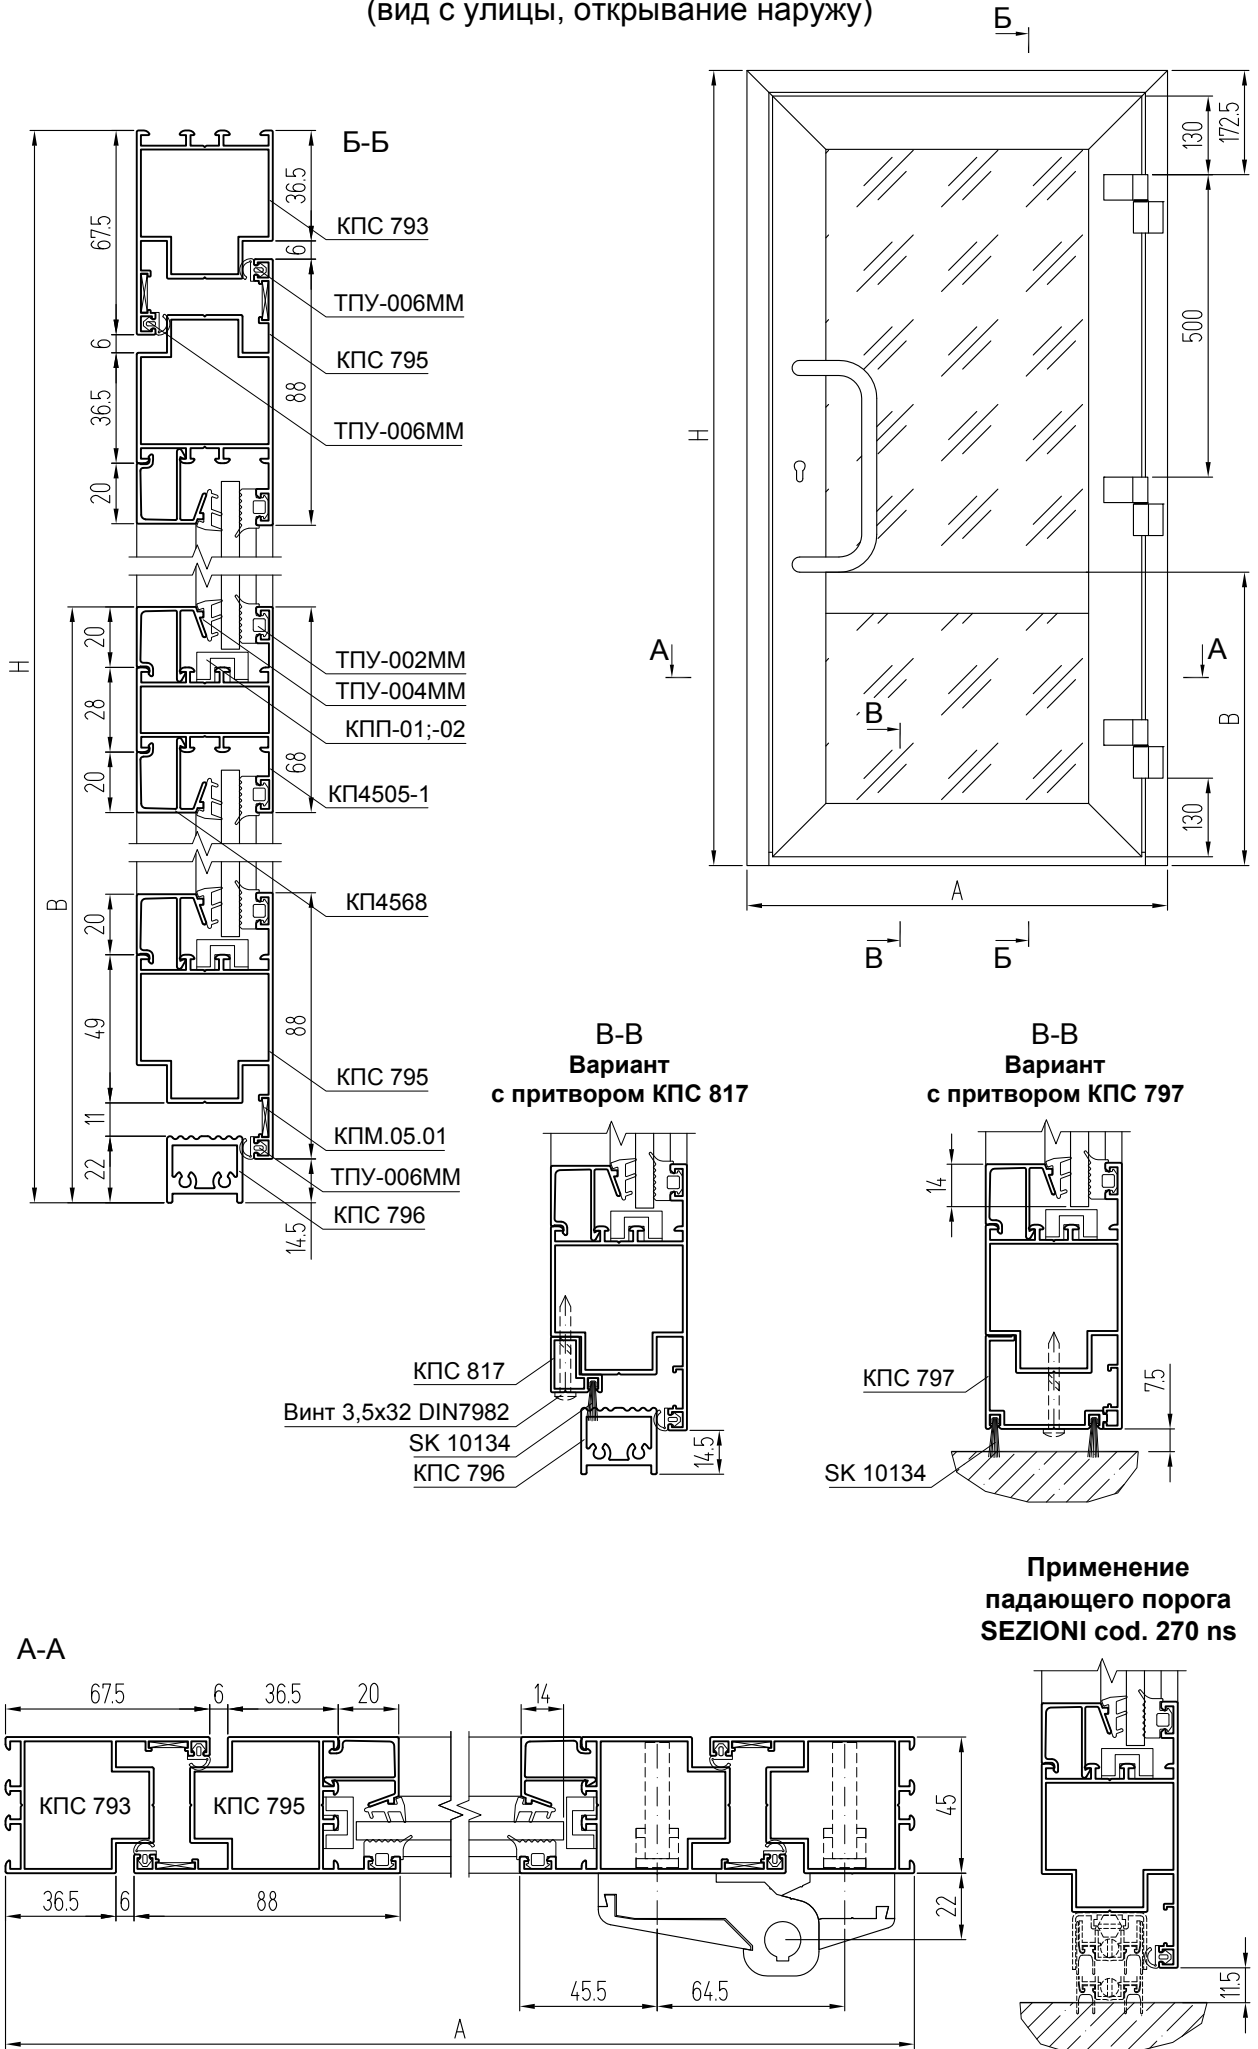 (вид с улицы, открывание наружу)
Б
Б-Б
H
67.5
6
36.5
20
36.5
6
88
КПС 793
ТПУ-006ММ
КПС 795
ТПУ-006ММ
20
28
20
68
B
ТПУ-002ММ
ТПУ-004ММ
КПП-01;-02
КП4505-1
КП4568
20
49
11
22
88
14.5
КПС 795
КПМ.05.01
ТПУ-006ММ
КПС 796
H
130
172.5
500
130
B
A
А
А
В
В
Б
В-В
Вариант
с притвором КПС 817
КПС 817
Винт 3,5х32 DIN7982
SK 10134
КПС 796
14.5
В-В
Вариант
с притвором КПС 797
14
КПС 797
SK 10134
7.5
А-А
67.5
6
36.5
20
14
КПС 793
КПС 795
45
36.5
6
88
22
45.5
64.5
A
Применение
падающего порога
SEZIONI cod. 270 ns
11.5